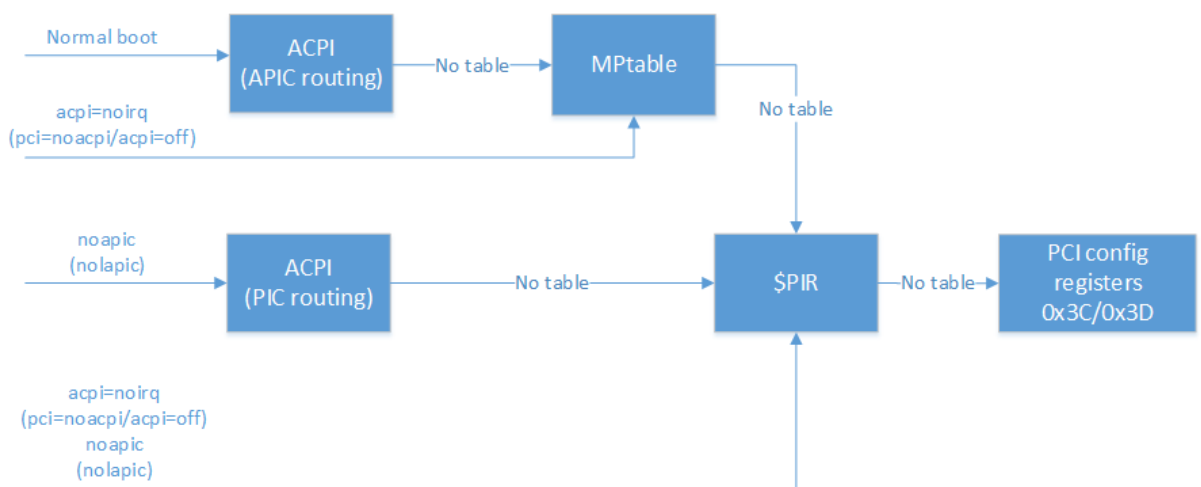 Normal boot
ACPI
(APIC routing)
No table
MPtable
acpi=noirq
(pci=noacpi/acpi=off)
No table
noapic
(nolapic)
ACPI
(PIC routing)
No table
$PIR
No table
PCI config
registers
0x3C/0x3D
acpi=noirq
(pci=noacpi/acpi=off)
noapic
(nolapic)